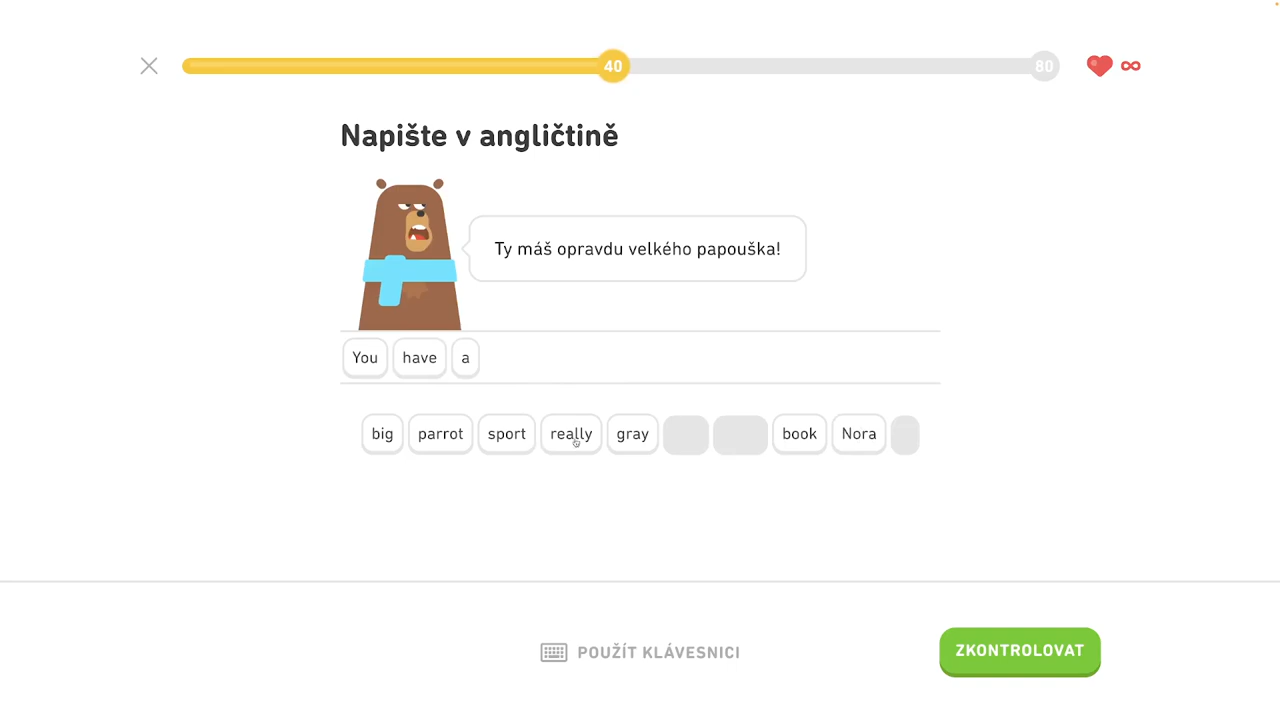 40 80 ∞
Napište v angličtině
Ty máš opravdu velkého papouška!
You have a
big parrot sport really gray book Nora
POUŽÍT KLÁVESNICI ZKONTROLOVAT